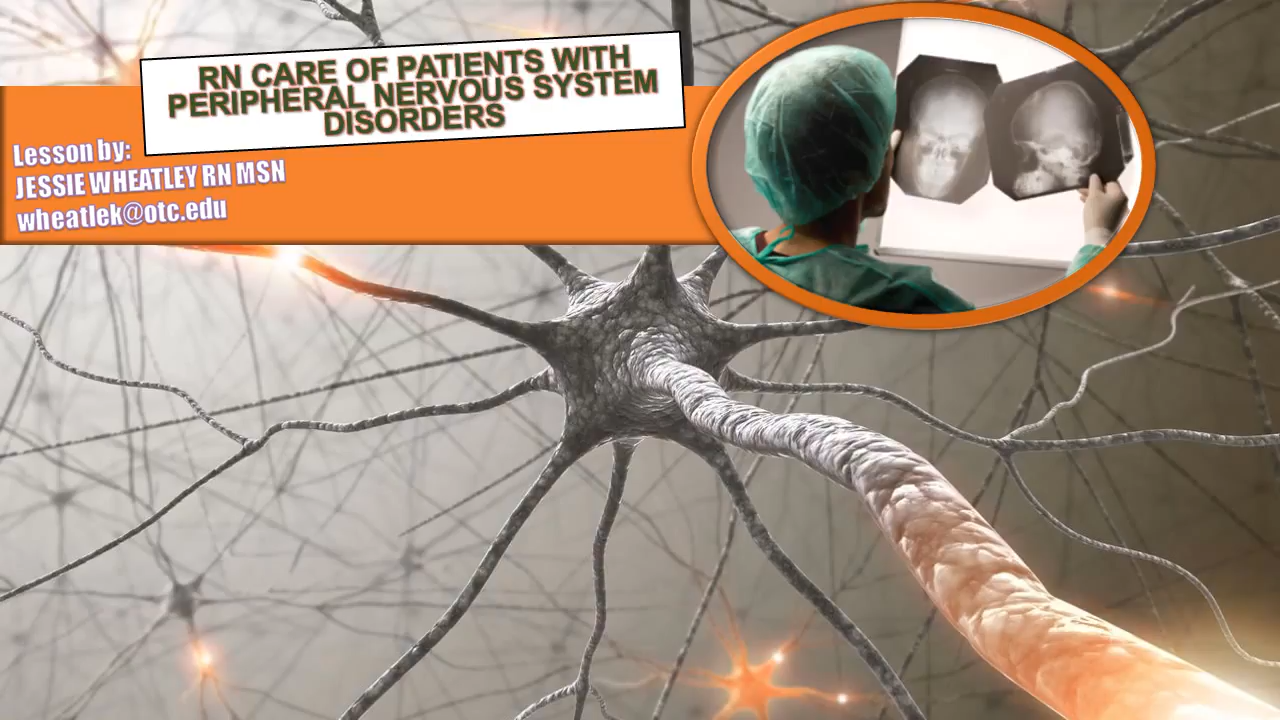 RN CARE OF PATIENTS WITH
PERIPHERAL NERVOUS SYSTEM
DISORDERS
Lesson by:
JESSIE WHEATLEY RN MSN
wheatlek@otc.edu